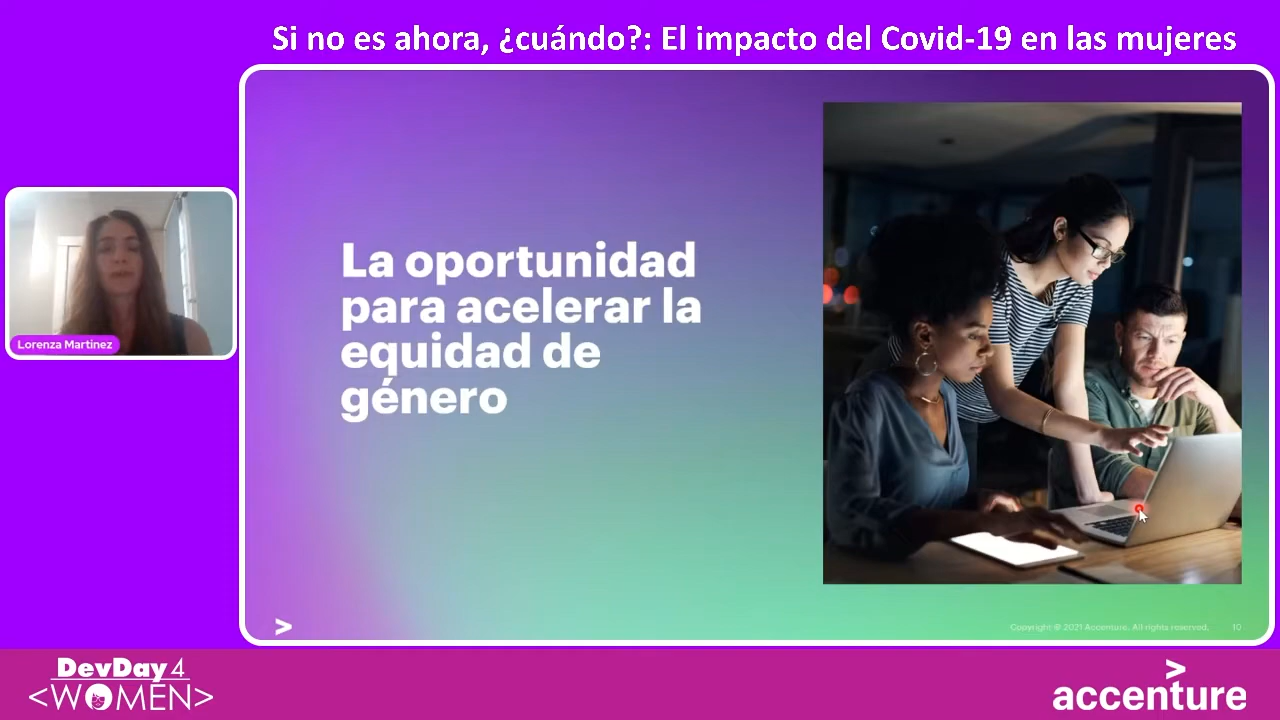 Si no es ahora, ¿cuándo?: El impacto del Covid-19 en las mujeres
Lorenza Martinez
La oportunidad
para acelerar la
equidad de
género
>
Copyright © 2021 Accenture. All rights reserved. 10
DevDay 4
<WOMEN>
accenture